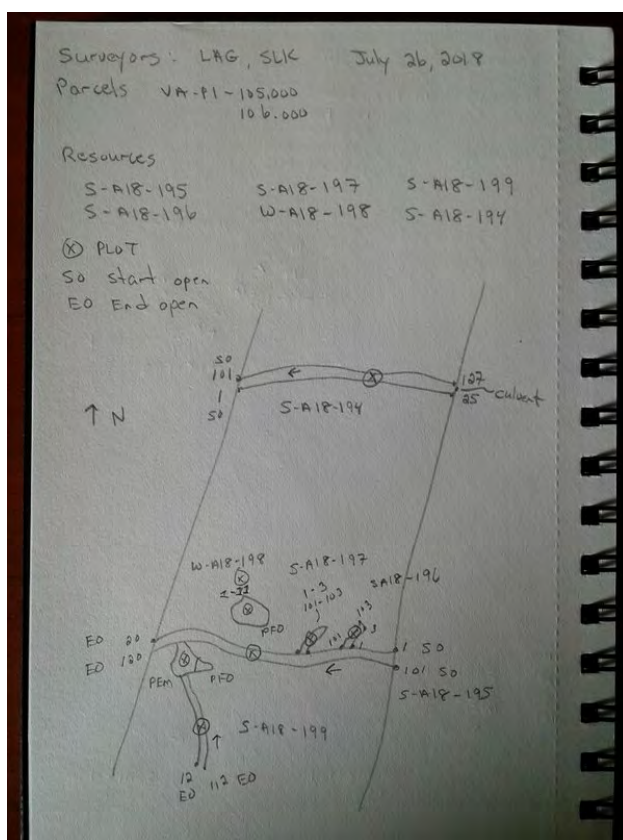 Surveyors: LAG, SLK July 26, 2018
Parcels VA-PI-105.000
106.000
Resources
S-A18-195 S-A18-197 S-A18-199
S-A18-196 W-A18-198 S-A18-194
X PLOT
SO Start open
EO End open
SO
101 127
1 25 culvert
SO S-A18-194
↑ N
W-A18-198 S-A18-197 SA18-196
1-3
101-103 103
PFO 101 1 3
EO 20 1 SO
EO 120 101 SO
PEM PFO S-A18-195
S-A18-199
12 112 EO
EO